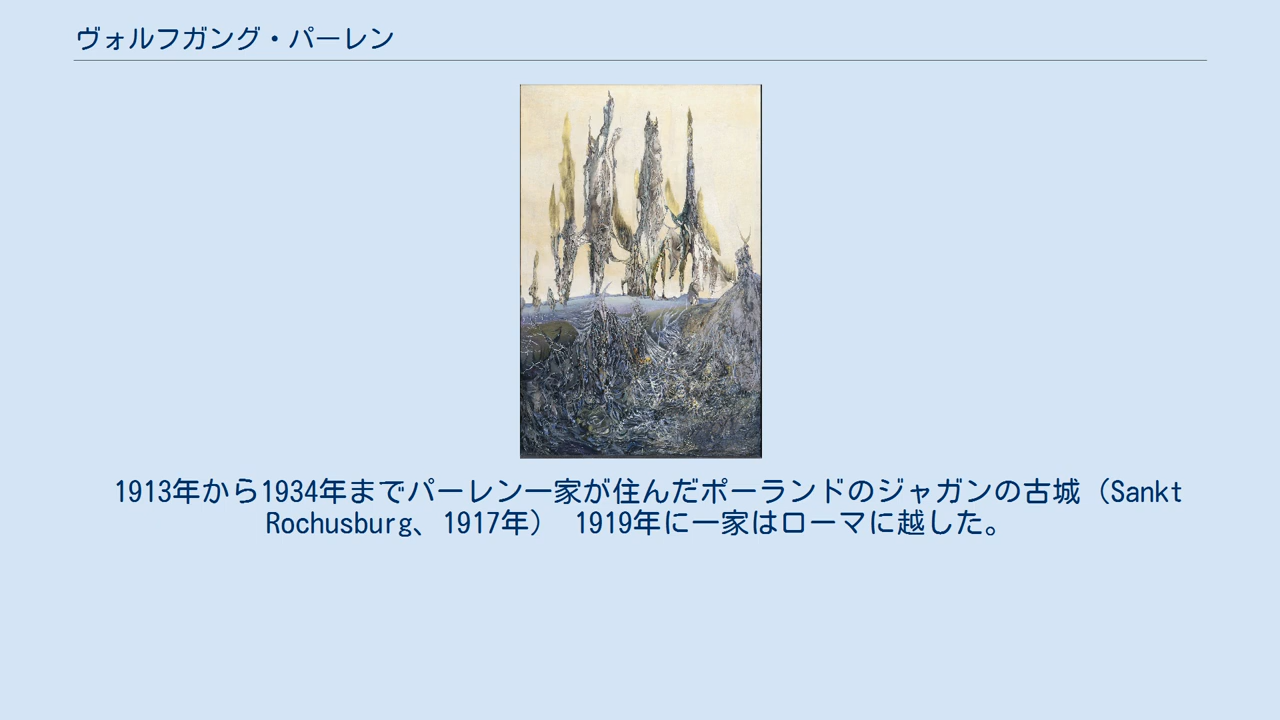 ヴォルフガング・パーレン
1913年から1934年までパーレン一家が住んだポーランドのジャガンの古城（Sankt
Rochusburg、1917年） 1919年に一家はローマに越した。